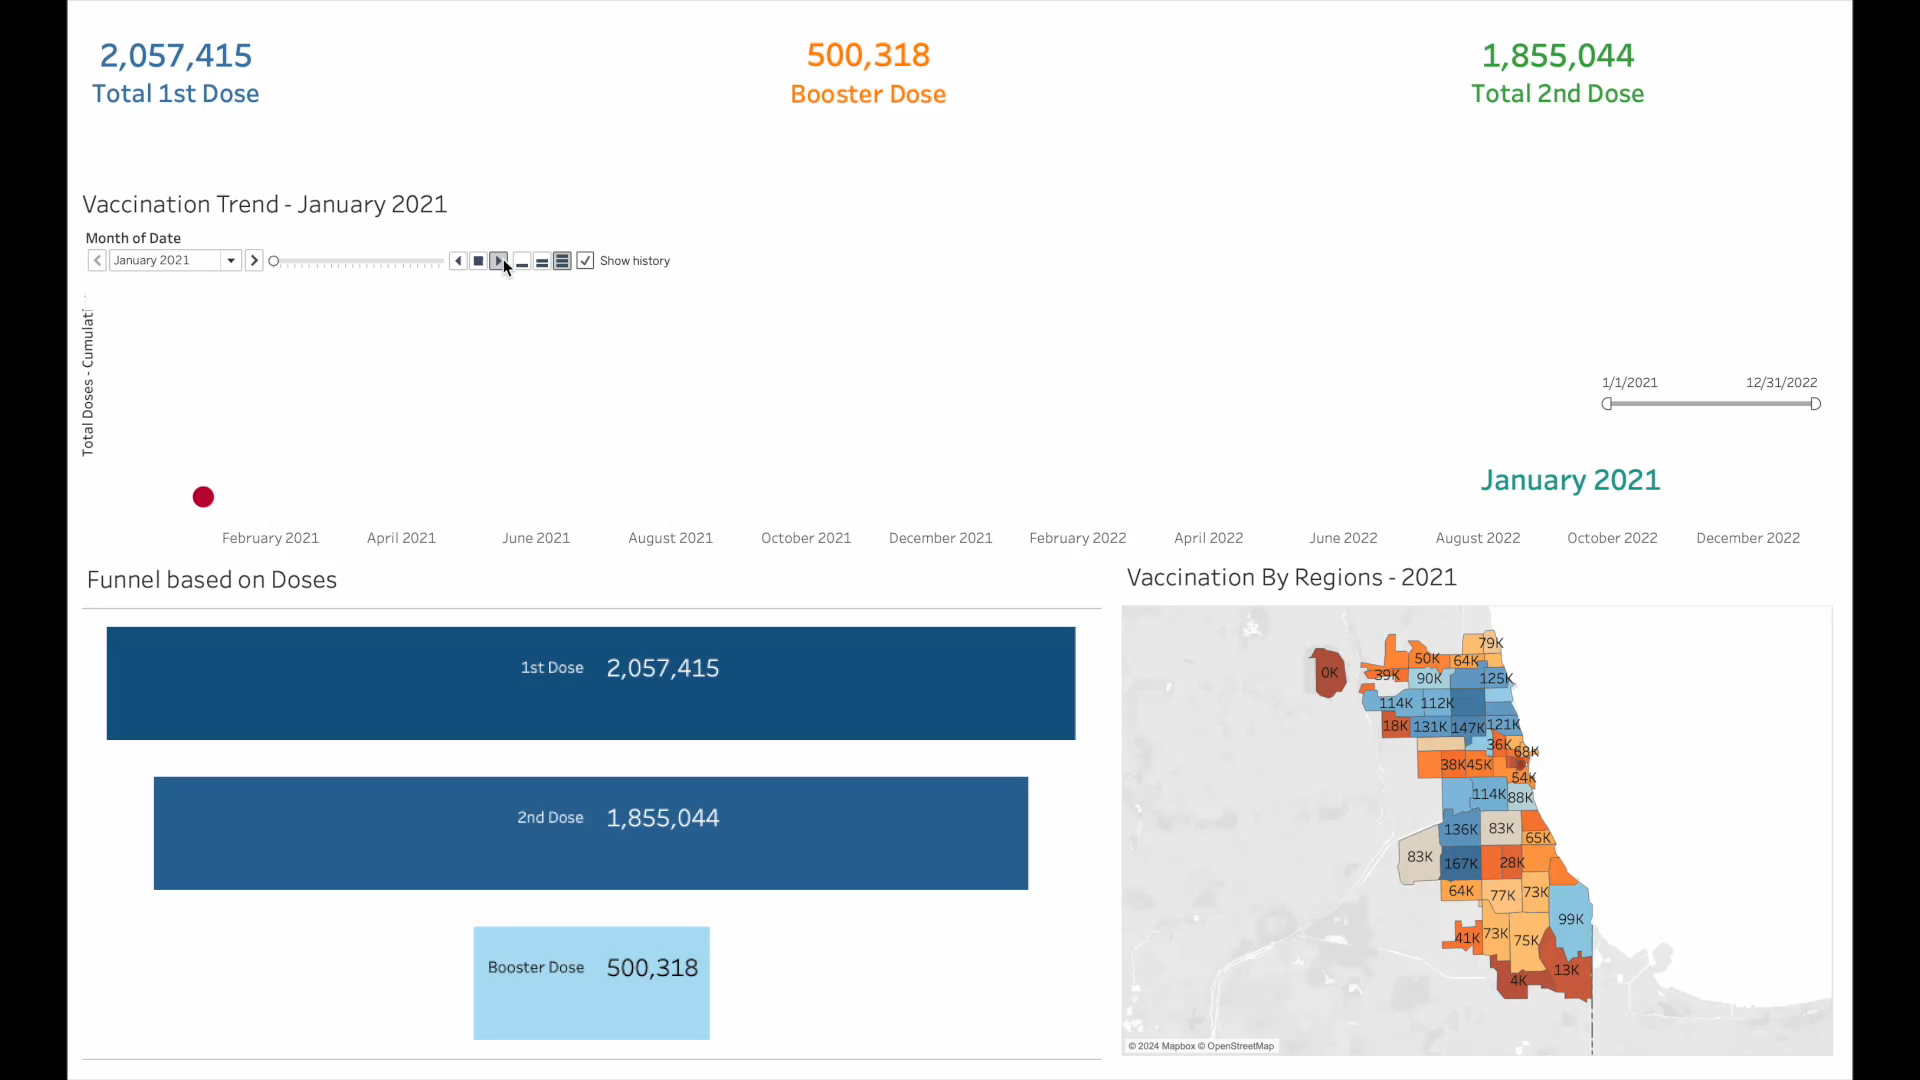 2,057,415
Total 1st Dose
500,318
Booster Dose
1,855,044
Total 2nd Dose
Vaccination Trend - January 2021
Month of Date
January 2021
Show history
Total Doses - Cumulati
1/1/2021 12/31/2022
January 2021
February 2021 April 2021 June 2021 August 2021 October 2021 December 2021 February 2022 April 2022 June 2022 August 2022 October 2022 December 2022
Funnel based on Doses
1st Dose 2,057,415
2nd Dose 1,855,044
Booster Dose 500,318
Vaccination By Regions - 2021
79K
50K 64K
0K 39K 90K 125K
114K 112K
18K 131K 147K 121K
36K 68K
38K 45K
54K
114K 88K
136K 83K
65K
83K 167K 28K
64K 77K 73K
99K
41K 73K 75K
4K 13K
© 2024 Mapbox © OpenStreetMap